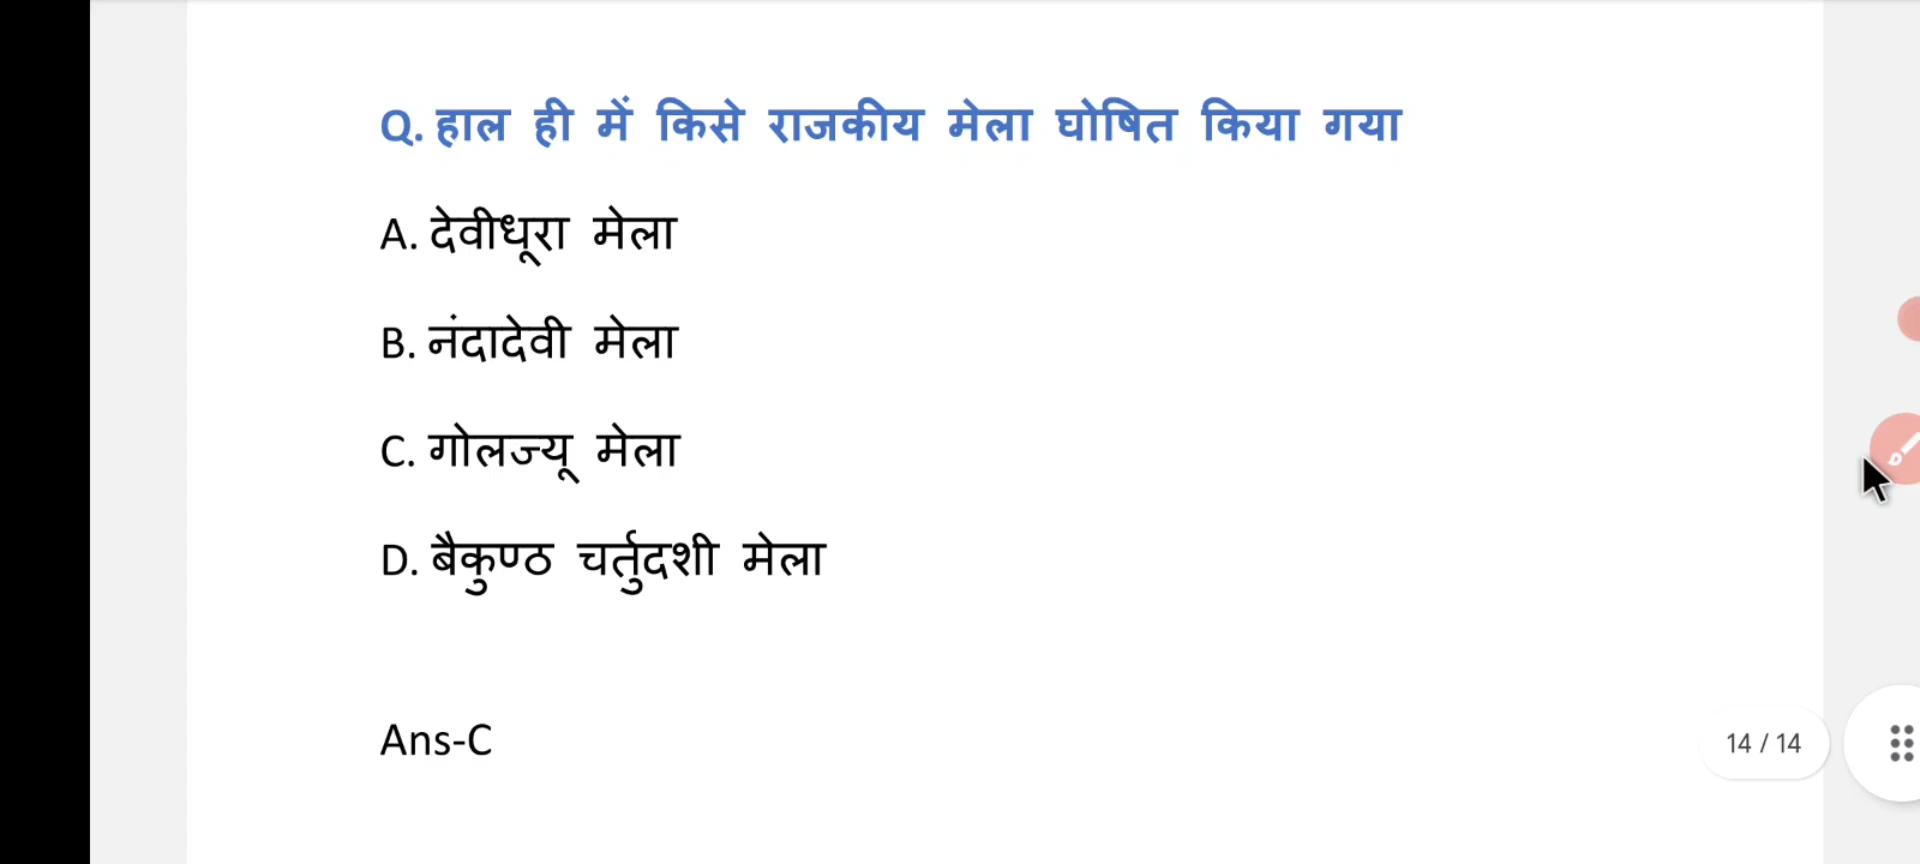 Q. हाल ही में किसे राजकीय मेला घोषित किया गया
A. देवीधूरा मेला
B. नंदादेवी मेला
C. गोलज्यू मेला
D. बैकुण्ठ चर्तुदशी मेला
Ans-C
14 / 14